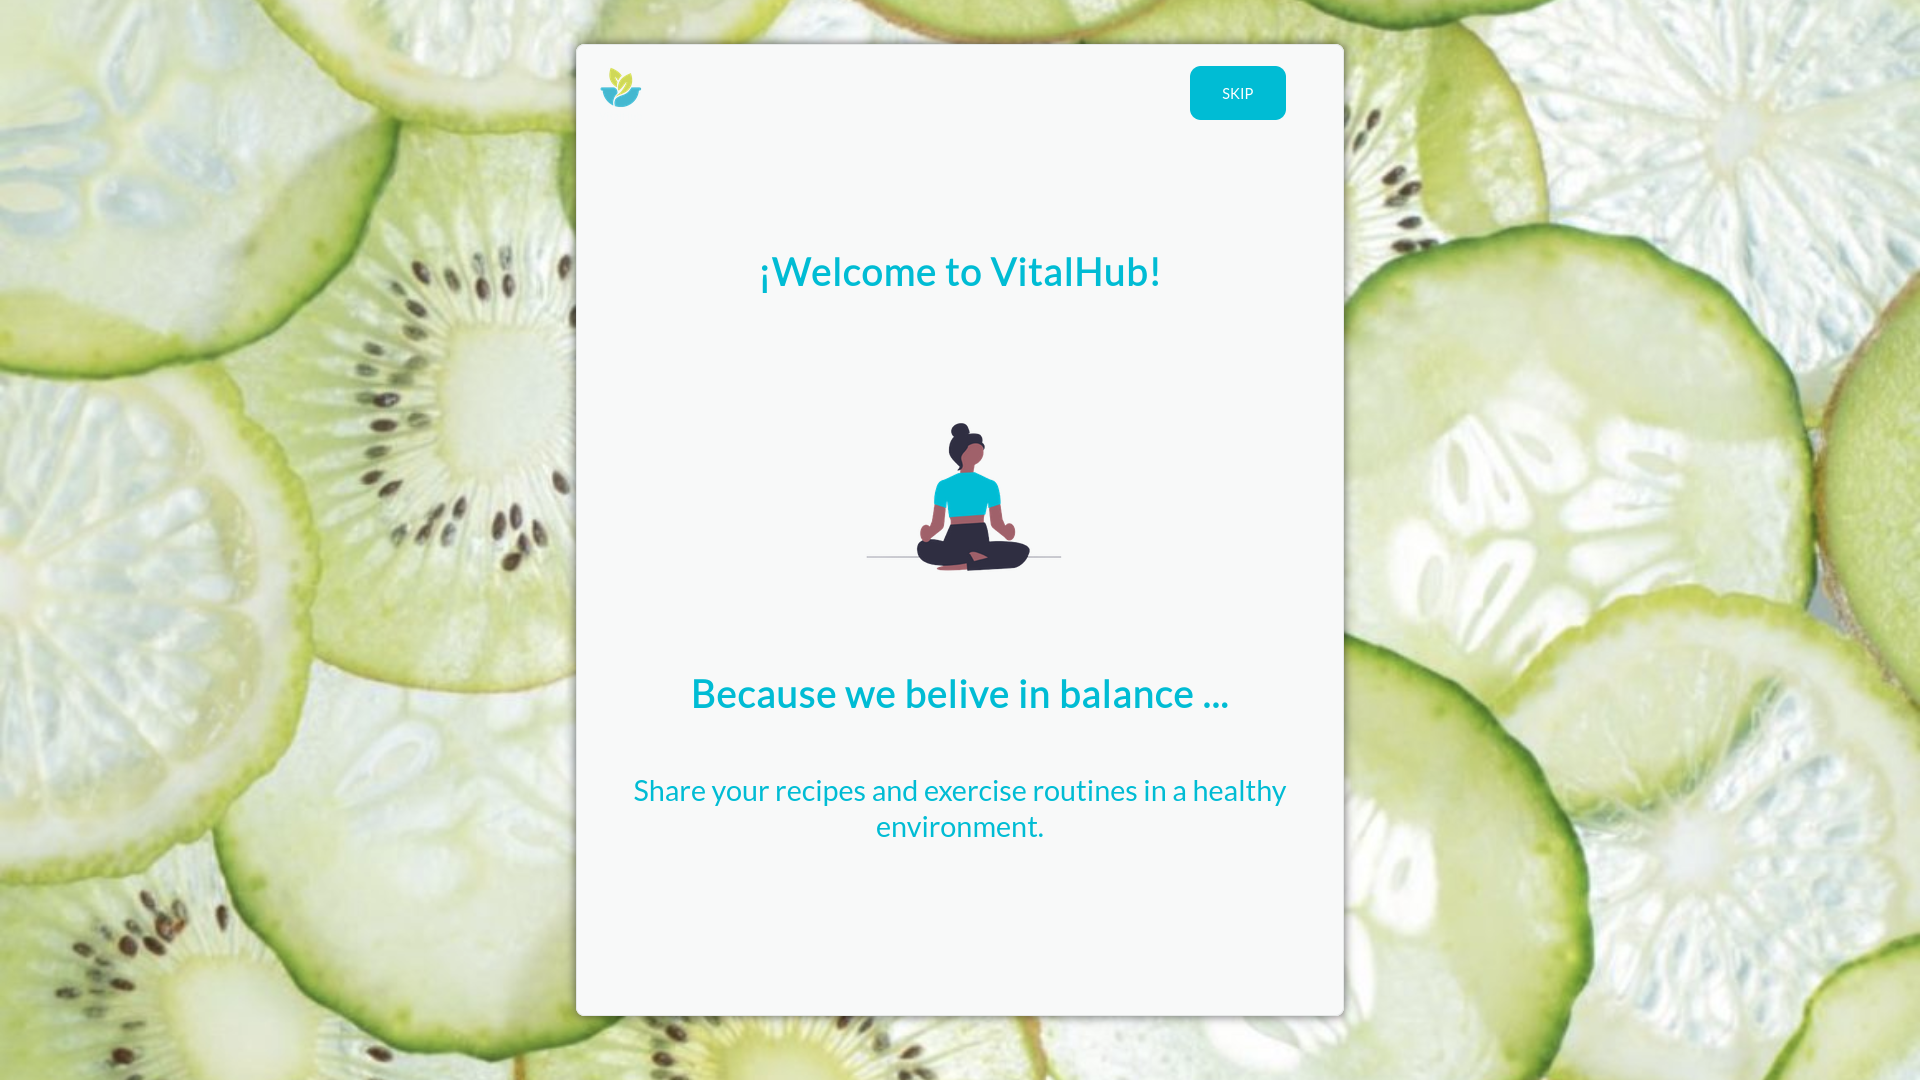 SKIP
¡Welcome to VitalHub!
Because we belive in balance ...
Share your recipes and exercise routines in a healthy
environment.